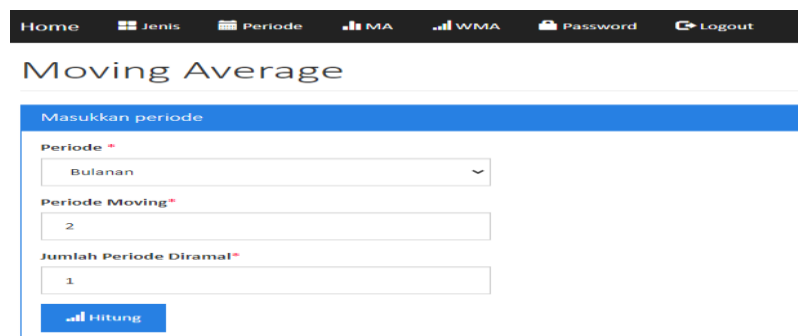 Home Jenis Periode MA WMA Password Logout
Moving Average
Masukkan periode
Periode *
Bulanan
Periode Moving*
2
Jumlah Periode Diramal*
1
Hitung